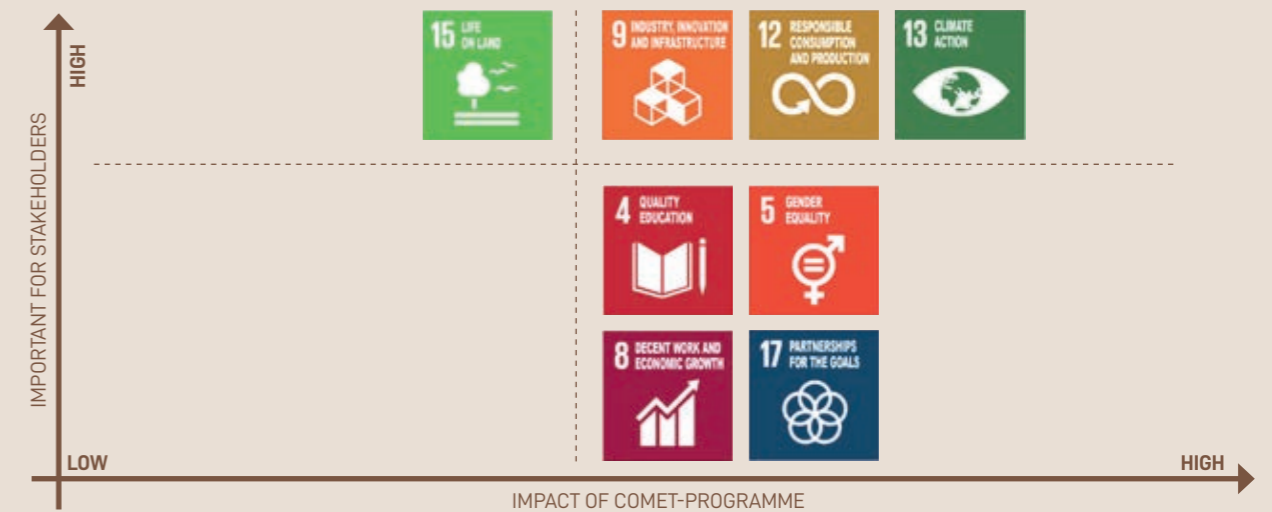 HIGH
IMPORTANT FOR STAKEHOLDERS
15 LIFE
ON LAND
9 INDUSTRY, INNOVATION
AND INFRASTRUCTURE
12 RESPONSIBLE
CONSUMPTION
AND PRODUCTION
13 CLIMATE
ACTION
4 QUALITY
EDUCATION
5 GENDER
EQUALITY
8 DECENT WORK AND
ECONOMIC GROWTH
17 PARTNERSHIPS
FOR THE GOALS
LOW
HIGH
IMPACT OF COMET-PROGRAMME